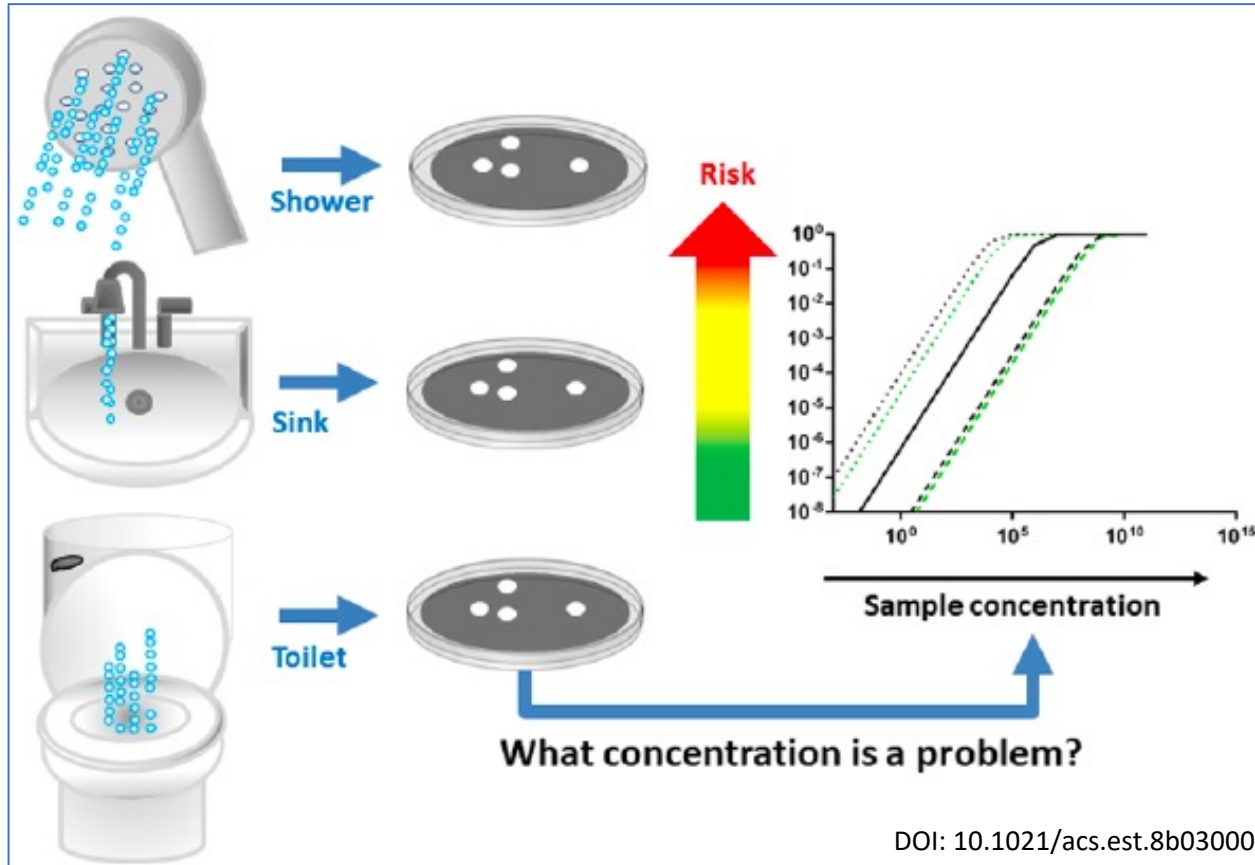 Shower
Sink
Toilet
Risk
10⁰
10⁻¹
10⁻²
10⁻³
10⁻⁴
10⁻⁵
10⁻⁶
10⁻⁷
10⁻⁸
10⁰ 10⁵ 10¹⁰ 10¹⁵
Sample concentration
What concentration is a problem?
DOI: 10.1021/acs.est.8b03000